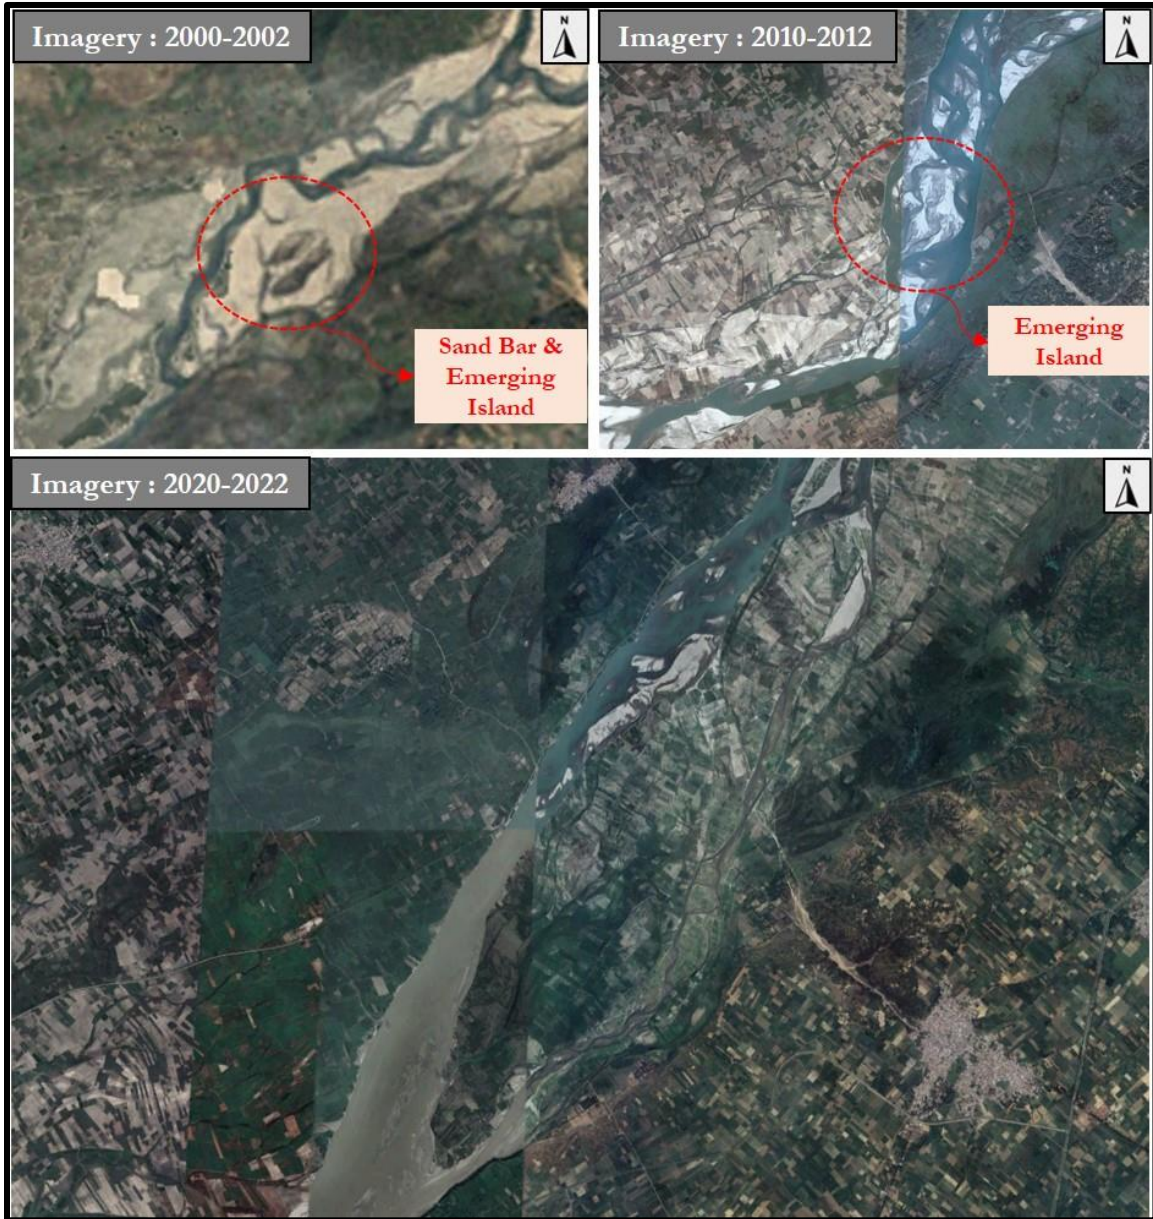 Imagery : 2000-2002
N
Imagery : 2010-2012
N
Sand Bar &
Emerging
Island
Emerging
Island
Imagery : 2020-2022
N